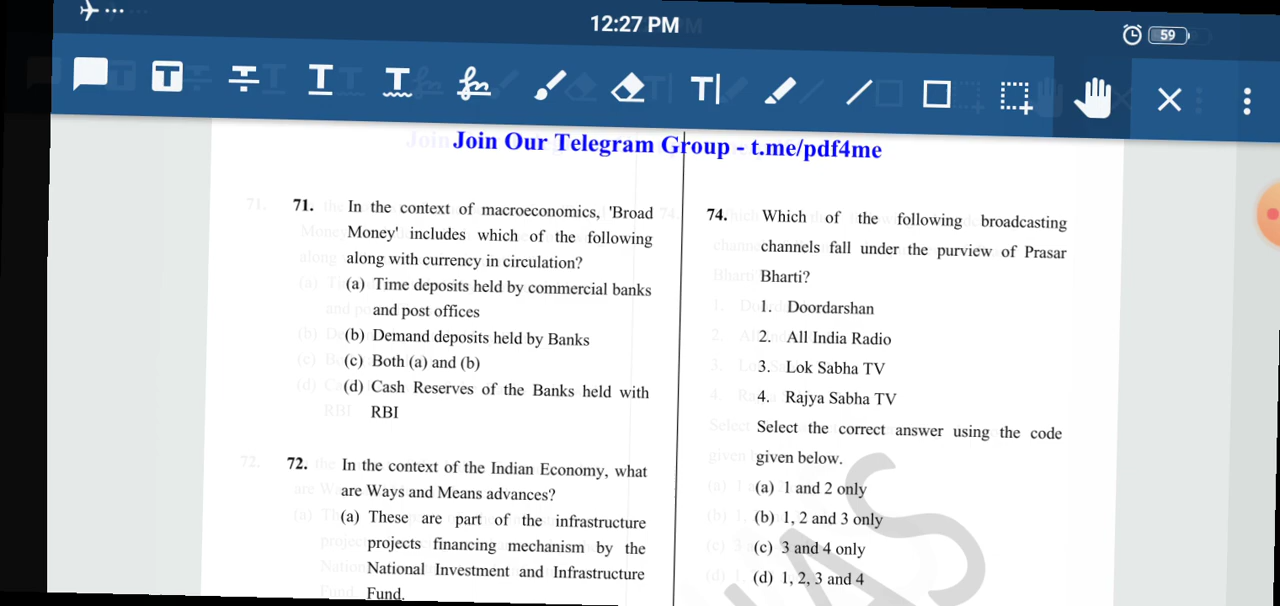 12:27 PM
59
Join Our Telegram Group - t.me/pdf4me
71. In the context of macroeconomics, 'Broad
Money' includes which of the following
along with currency in circulation?
(a) Time deposits held by commercial banks
and post offices
(b) Demand deposits held by Banks
(c) Both (a) and (b)
(d) Cash Reserves of the Banks held with
RBI
72. In the context of the Indian Economy, what
are Ways and Means advances?
(a) These are part of the infrastructure
projects financing mechanism by the
National Investment and Infrastructure
Fund.
74. Which of the following broadcasting
channels fall under the purview of Prasar
Bharti?
1. Doordarshan
2. All India Radio
3. Lok Sabha TV
4. Rajya Sabha TV
Select the correct answer using the code
given below.
(a) 1 and 2 only
(b) 1, 2 and 3 only
(c) 3 and 4 only
(d) 1, 2, 3 and 4
AS